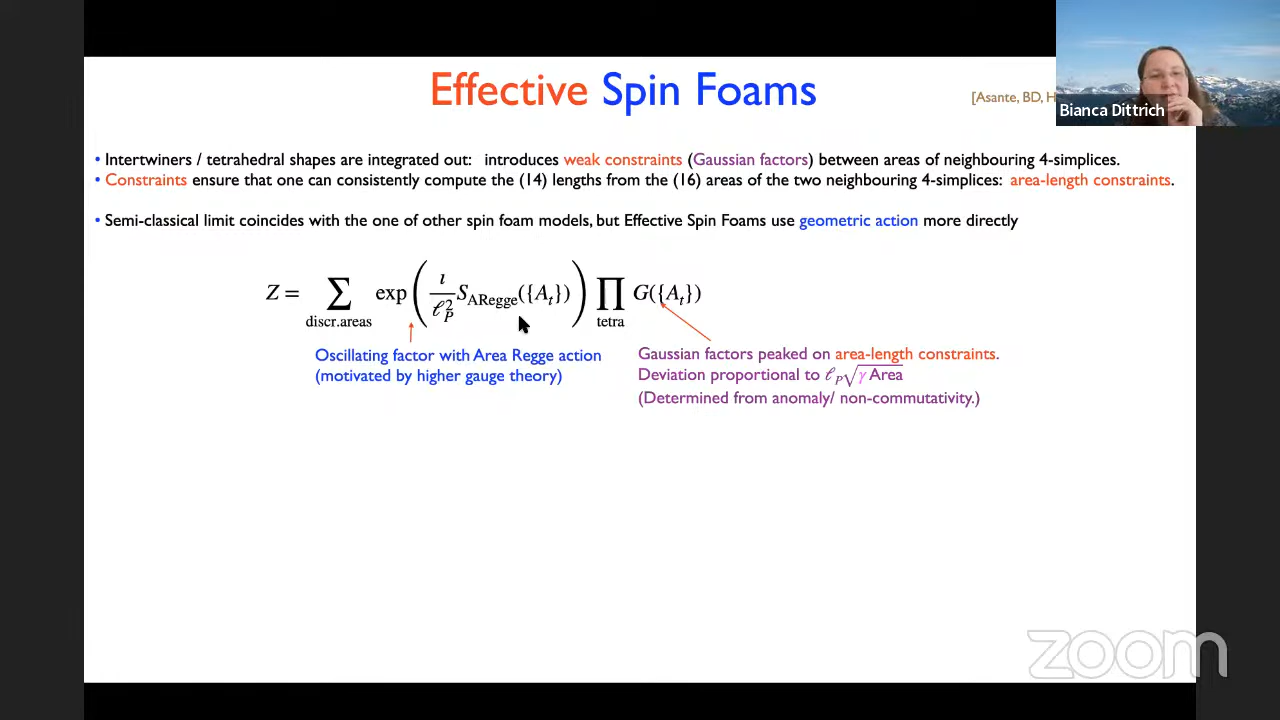 Effective Spin Foams
[Asante, BD, H
Bianca Dittrich
• Intertwiners / tetrahedral shapes are integrated out: introduces weak constraints (Gaussian factors) between areas of neighbouring 4-simplices.
• Constraints ensure that one can consistently compute the (14) lengths from the (16) areas of the two neighbouring 4-simplices: area-length constraints.
• Semi-classical limit coincides with the one of other spin foam models, but Effective Spin Foams use geometric action more directly
Z = ∑ exp( ı/ℓ_P^2 S_ARegge({A_t}) ) ∏ G({A_t})
discr.areas tetra
Oscillating factor with Area Regge action
(motivated by higher gauge theory)
Gaussian factors peaked on area-length constraints.
Deviation proportional to ℓ_P √(γ Area)
(Determined from anomaly/ non-commutativity.)
zoom